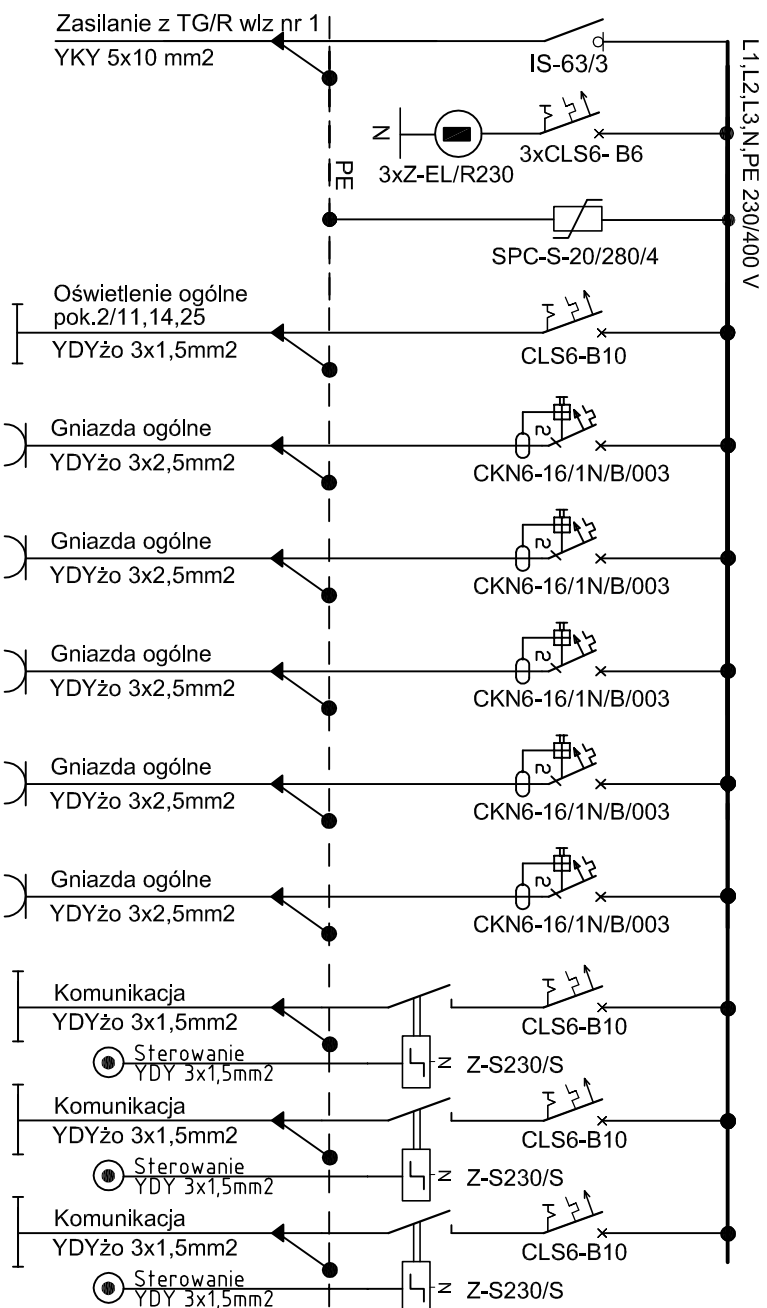 Zasilanie z TG/R wlz nr 1
YKY 5x10 mm2
IS-63/3
L1,L2,L3,N,PE 230/400 V
N
3xZ-EL/R230
3xCLS6- B6
PE
SPC-S-20/280/4
Oświetlenie ogólne
pok.2/11,14,25
YDYżo 3x1,5mm2
CLS6-B10
Gniazda ogólne
YDYżo 3x2,5mm2
2
CKN6-16/1N/B/003
Gniazda ogólne
YDYżo 3x2,5mm2
2
CKN6-16/1N/B/003
Gniazda ogólne
YDYżo 3x2,5mm2
2
CKN6-16/1N/B/003
Gniazda ogólne
YDYżo 3x2,5mm2
2
CKN6-16/1N/B/003
Gniazda ogólne
YDYżo 3x2,5mm2
2
CKN6-16/1N/B/003
Komunikacja
YDYżo 3x1,5mm2
CLS6-B10
Sterowanie
YDY 3x1,5mm2
N
Z-S230/S
Komunikacja
YDYżo 3x1,5mm2
CLS6-B10
Sterowanie
YDY 3x1,5mm2
N
Z-S230/S
Komunikacja
YDYżo 3x1,5mm2
CLS6-B10
Sterowanie
YDY 3x1,5mm2
N
Z-S230/S